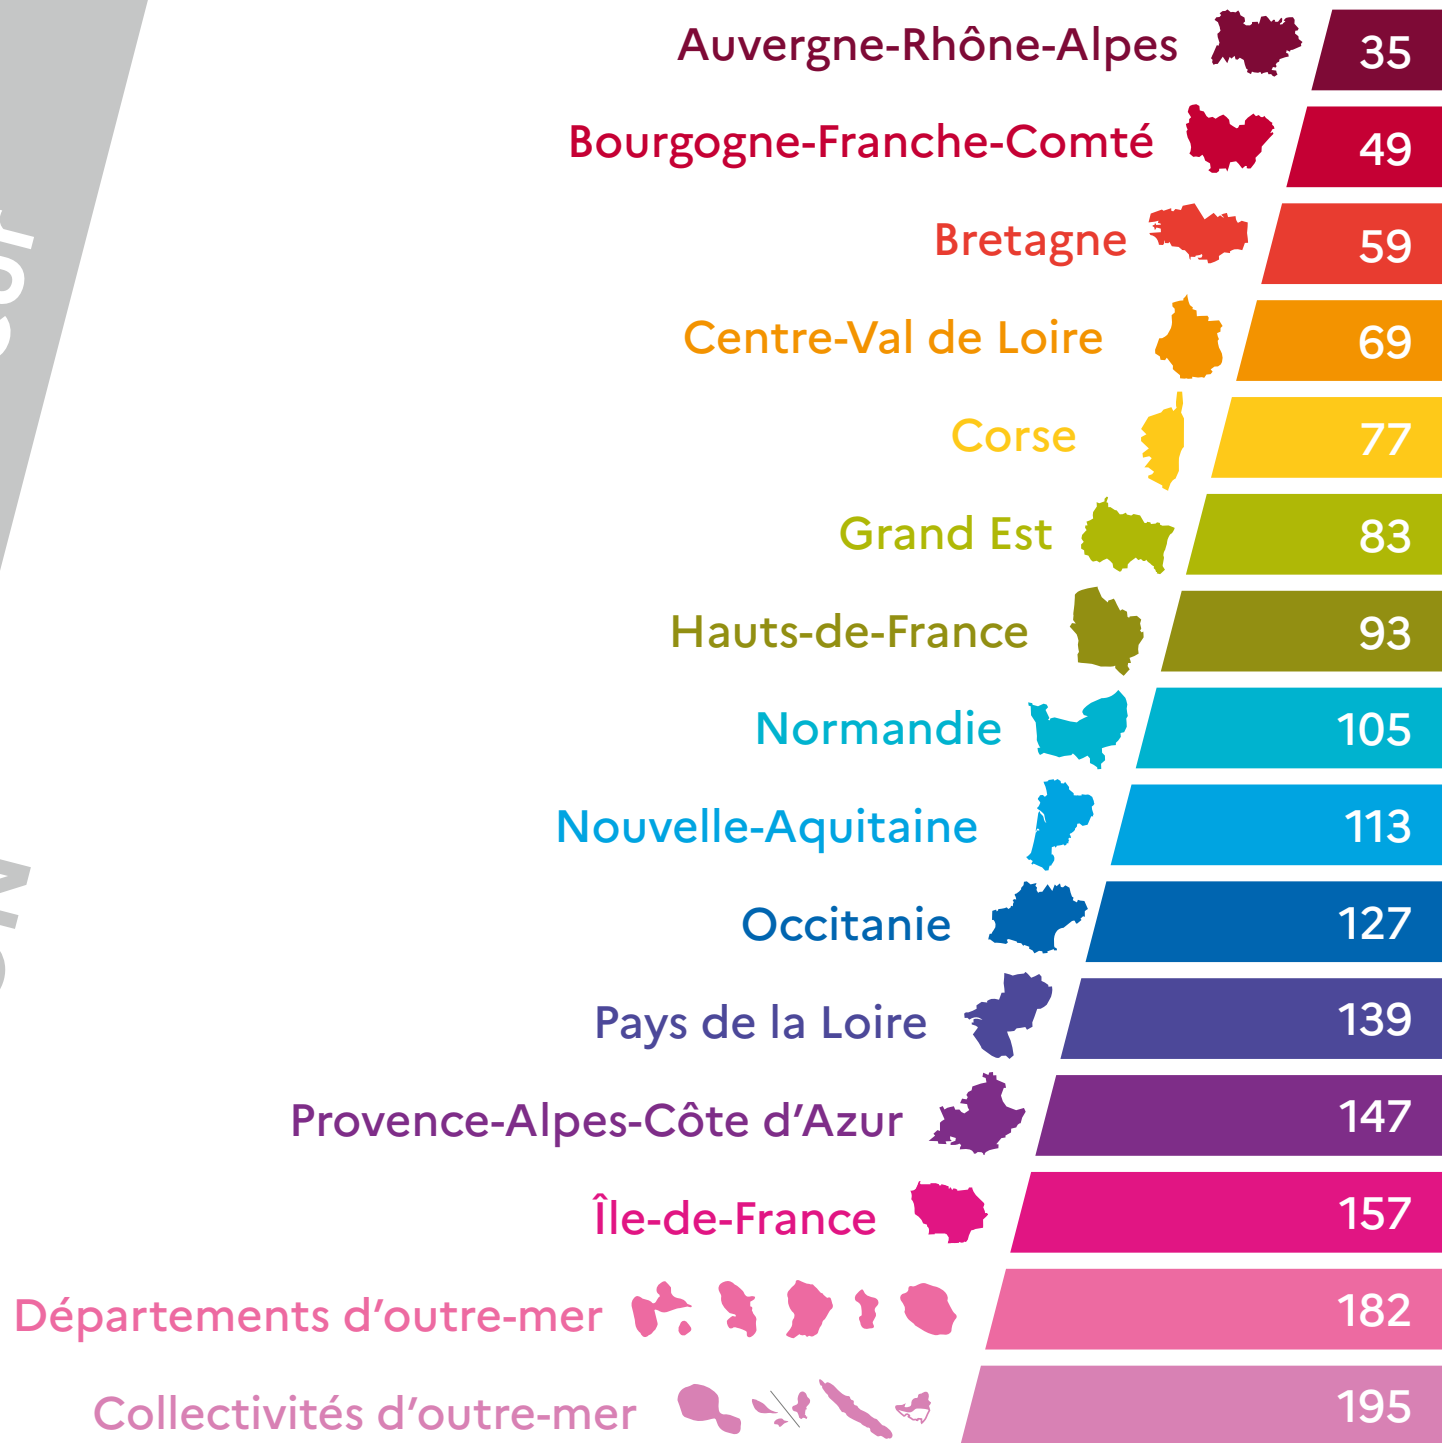 Auvergne-Rhône-Alpes 35
Bourgogne-Franche-Comté 49
Bretagne 59
Centre-Val de Loire 69
Corse 77
Grand Est 83
Hauts-de-France 93
Normandie 105
Nouvelle-Aquitaine 113
Occitanie 127
Pays de la Loire 139
Provence-Alpes-Côte d’Azur 147
Île-de-France 157
Départements d’outre-mer 182
Collectivités d’outre-mer 195